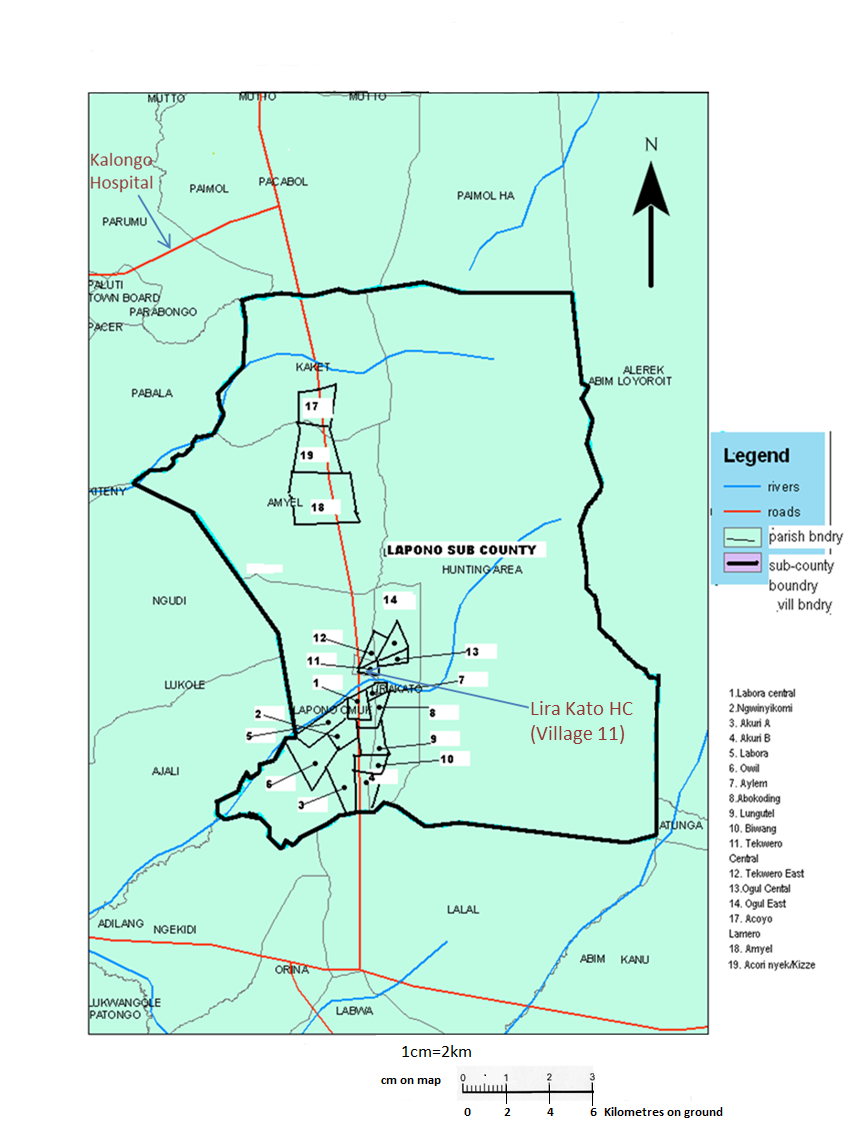 MUTTO
MUTTO
MUTTO
Kalongo
Hospital
PAIMOL
PACABOL
PAIMOL HA
N
PARUMU
PALUTI
TOWN BOARD
PARABONGO
PACER
KAKET
ALEREK
ABIM LOYOROIT
PABALA
17
19
KITENY
AMYEL
18
LAPONO SUB COUNTY
HUNTING AREA
NGUDI
14
12
13
11
LUKOLE
1
7
LIRAKATO
Lira Kato HC
(Village 11)
LAPONO OMUK
2
8
5
9
10
AJALI
4
6
3
ATUNGA
LALAL
ADILANG
NGEKIDI
ORINA
ABIM
KANU
LUKWANGOLE
PATONGO
LABWA
Legend
rivers
roads
parish bndry
sub-county
boundry
vill bndry
1.Labora central
2.Ngwinyikomi
3. Akuri A
4. Akuri B
5. Labora
6. Owil
7. Aylem
8.Abokoding
9. Lungutel
10. Biwang
11. Tekwero
Central
12. Tekwero East
13.Ogul Cental
14. Ogul East
17. Acoyo
Lamero
18. Amyel
19. Acori nyek/Kizze
1cm=2km
cm on map
0 1 2 3
0 2 4 6 Kilometres on ground